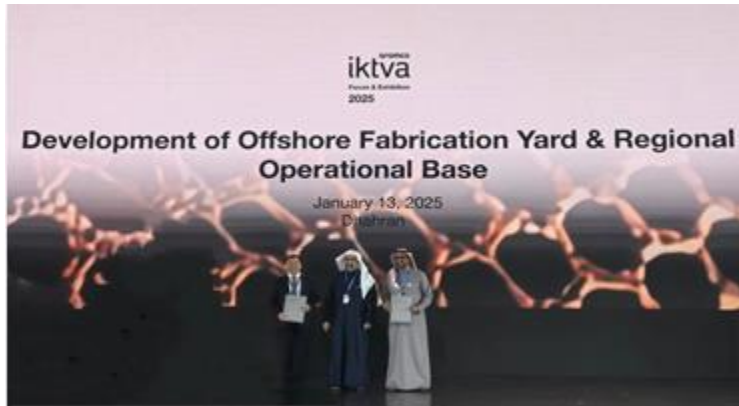 aramco
iktva
Forum & Exhibition
2025
Development of Offshore Fabrication Yard & Regional
Operational Base
January 13, 2025
Dhahran